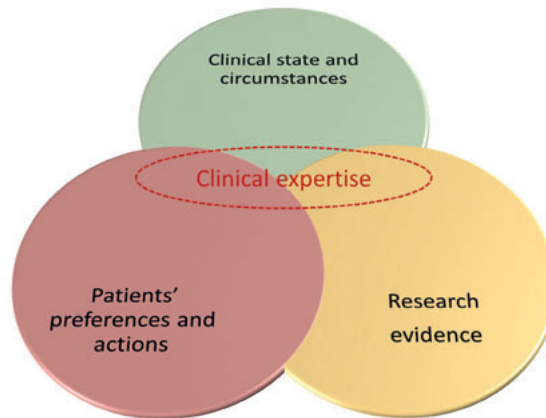 Clinical state and
circumstances
Clinical expertise
Patients'
preferences and
actions
Research
evidence